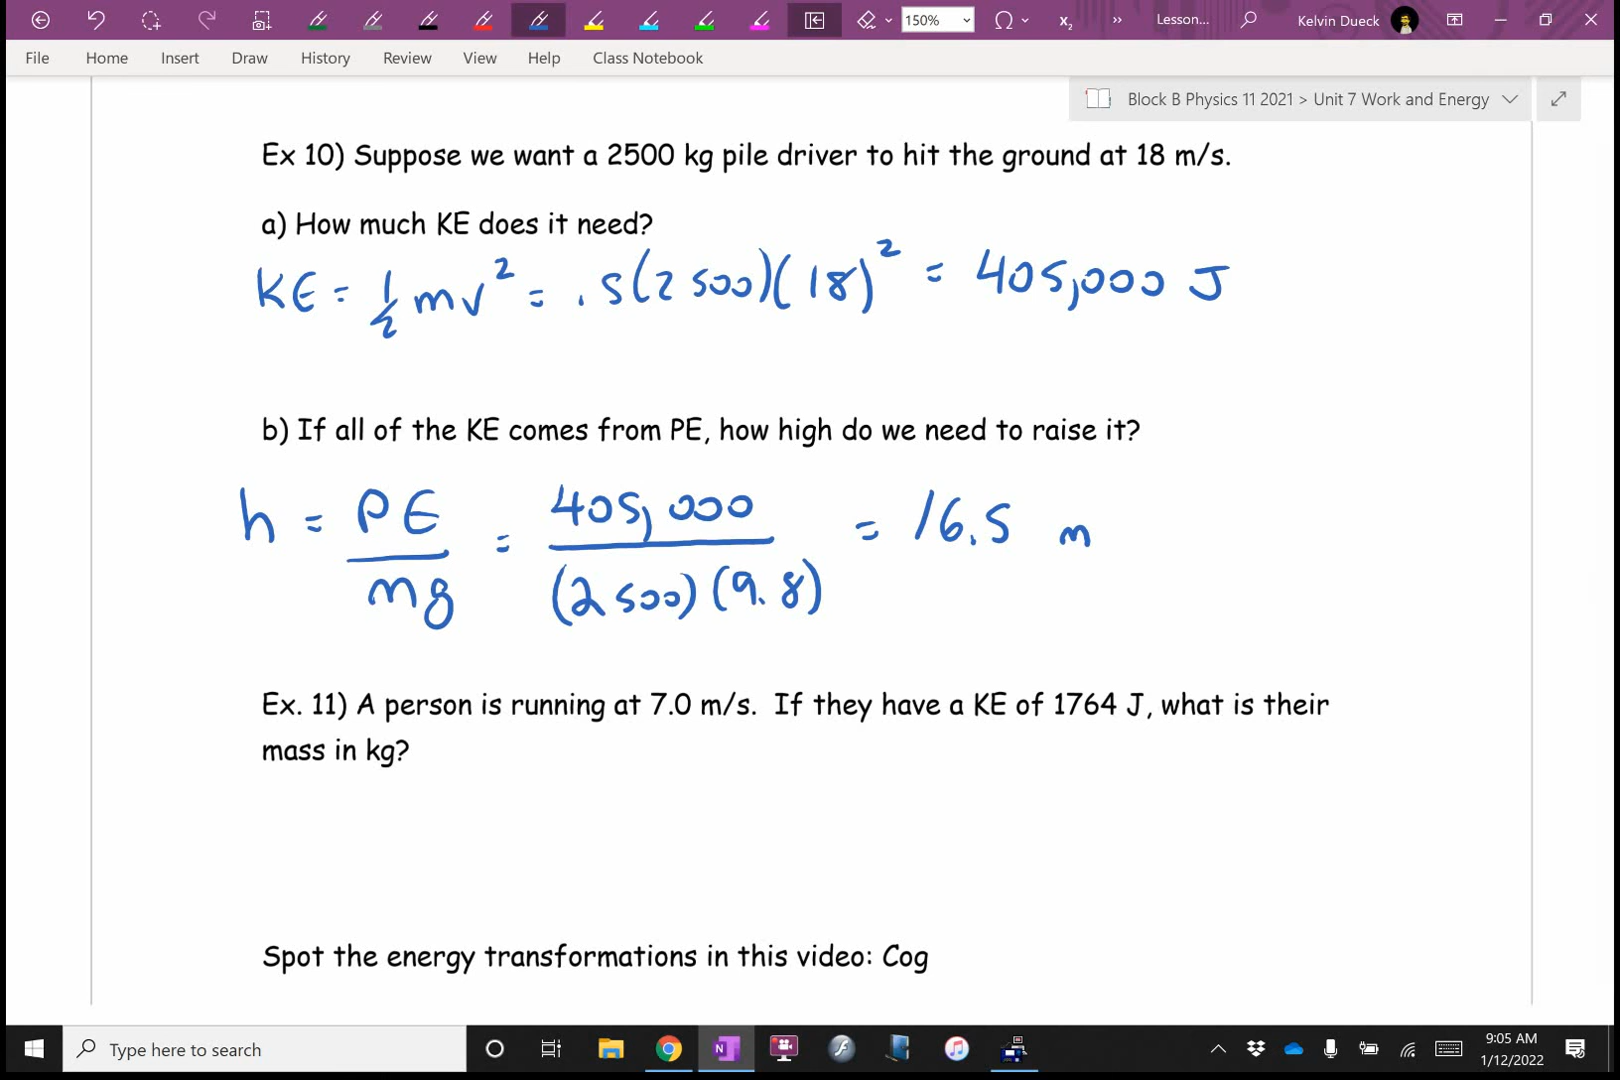 150%
Ω
x₂
››
Lesson...
Kelvin Dueck
File Home Insert Draw History Review View Help Class Notebook
Block B Physics 11 2021 > Unit 7 Work and Energy
Ex 10) Suppose we want a 2500 kg pile driver to hit the ground at 18 m/s.
a) How much KE does it need?
KE = 1/2 mv² = .5(2500)(18)² = 405,000 J
b) If all of the KE comes from PE, how high do we need to raise it?
h = PE/mg = 405,000/(2500)(9.8) = 16.5 m
Ex. 11) A person is running at 7.0 m/s. If they have a KE of 1764 J, what is their
mass in kg?
Spot the energy transformations in this video: Cog
Type here to search
N
9:05 AM
1/12/2022